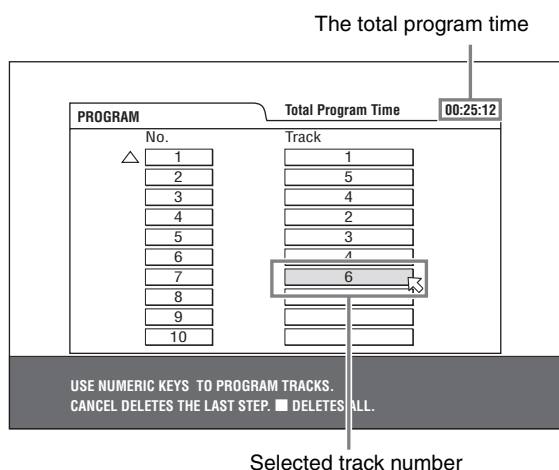 The total program time
PROGRAM Total Program Time 00:25:12
No. Track
1 1
2 5
3 4
4 2
5 3
6 4
7 6
8
9
10
USE NUMERIC KEYS TO PROGRAM TRACKS.
CANCEL DELETES THE LAST STEP. ■ DELETES ALL.
Selected track number